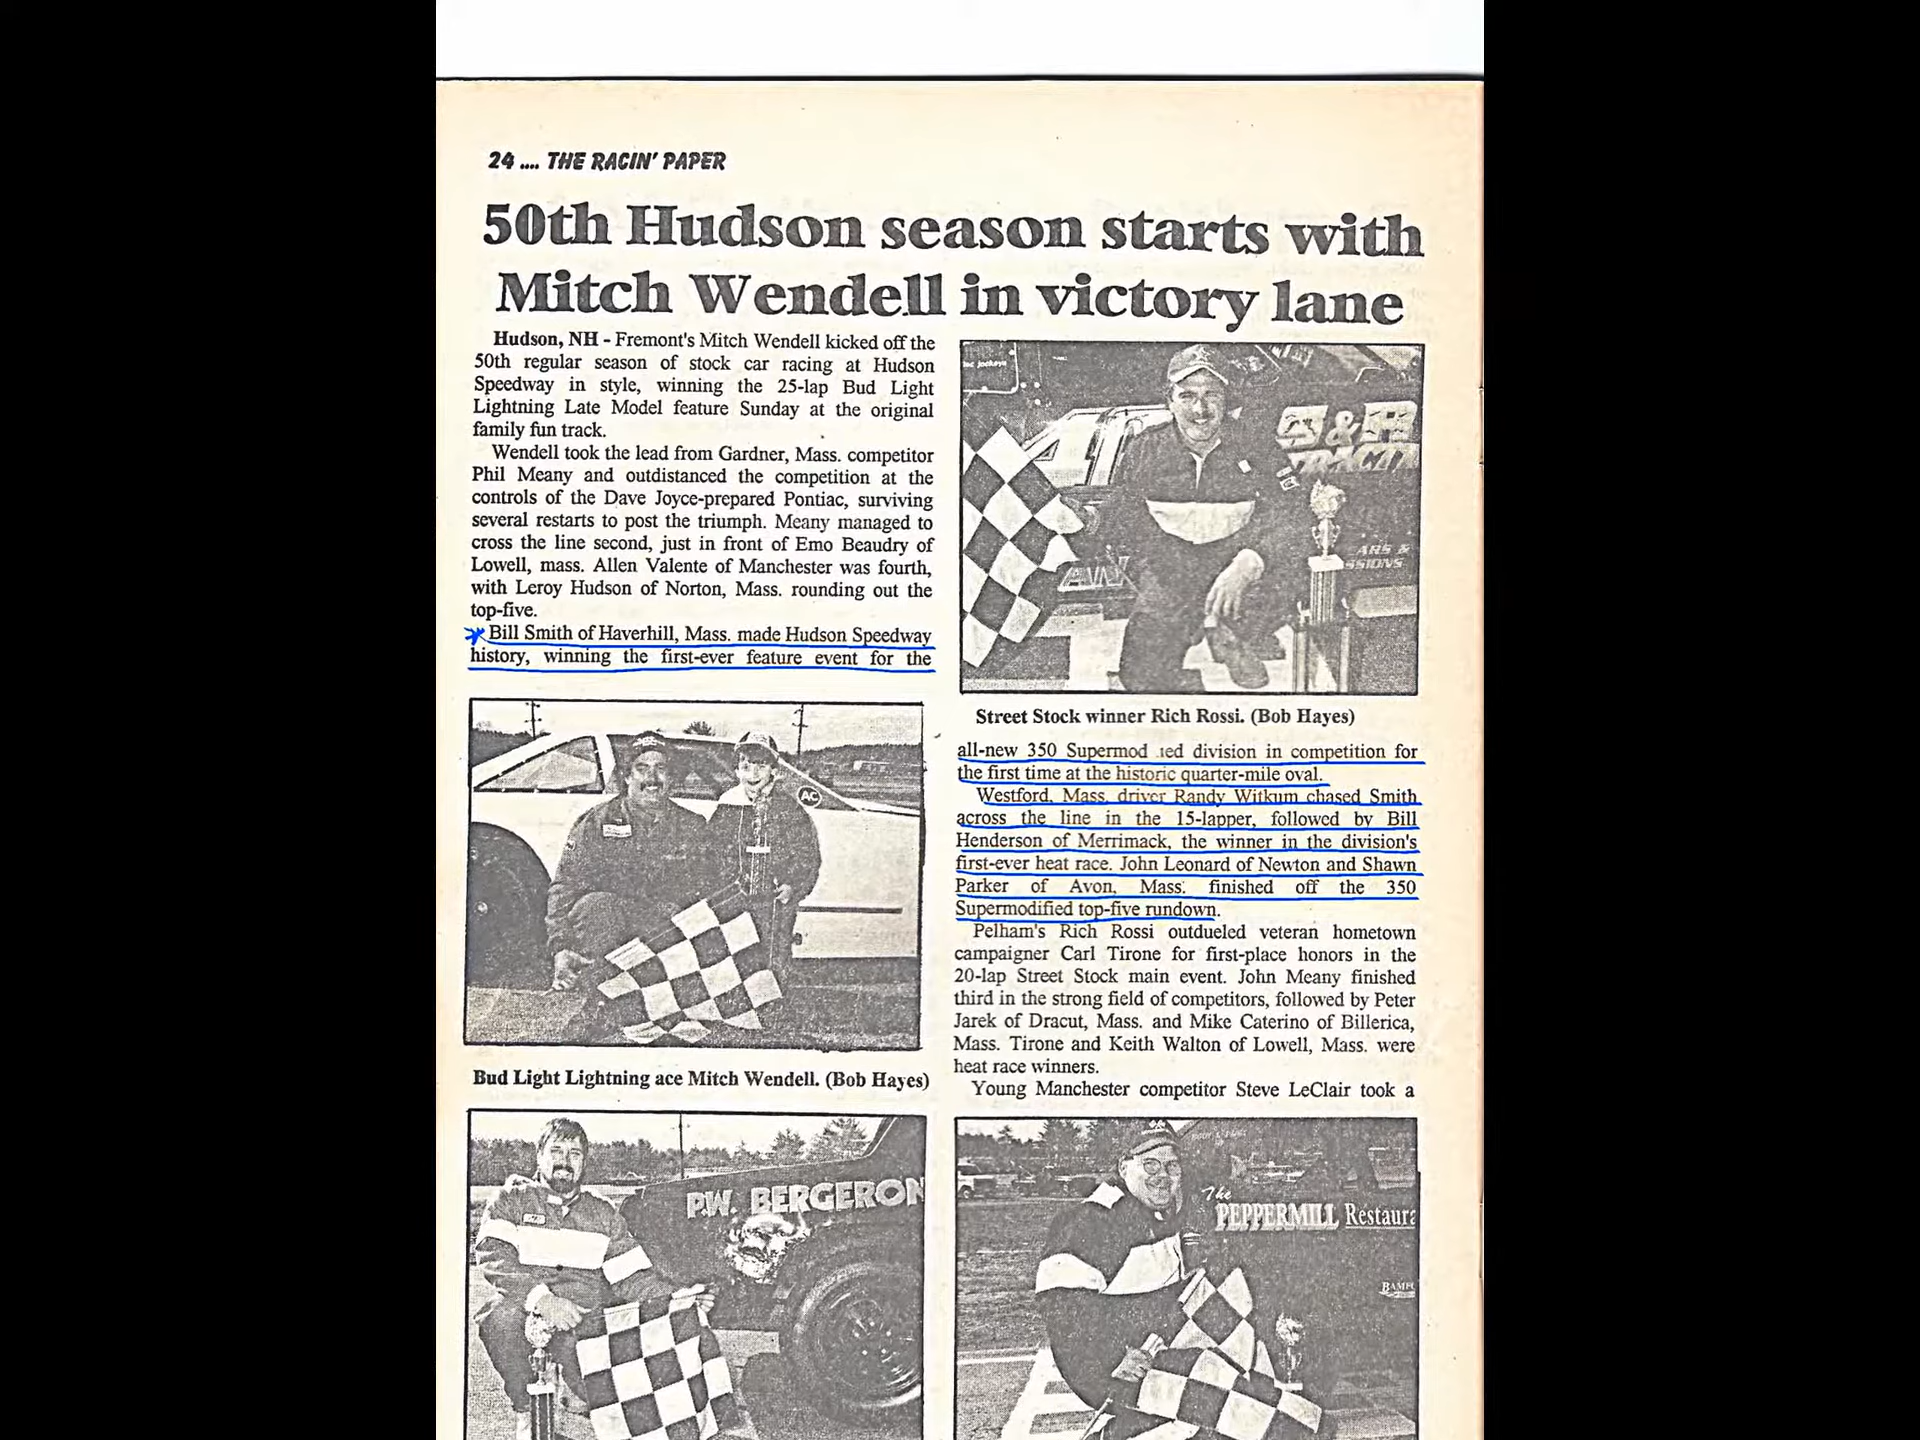 24 .... THE RACIN' PAPER
50th Hudson season starts with
Mitch Wendell in victory lane
Hudson, NH - Fremont's Mitch Wendell kicked off the
50th regular season of stock car racing at Hudson
Speedway in style, winning the 25-lap Bud Light
Lightning Late Model feature Sunday at the original
family fun track.
Wendell took the lead from Gardner, Mass. competitor
Phil Meany and outdistanced the competition at the
controls of the Dave Joyce-prepared Pontiac, surviving
several restarts to post the triumph. Meany managed to
cross the line second, just in front of Emo Beaudry of
Lowell, mass. Allen Valente of Manchester was fourth,
with Leroy Hudson of Norton, Mass. rounding out the
top-five.
Bill Smith of Haverhill, Mass. made Hudson Speedway
history, winning the first-ever feature event for the
AC
Bud Light Lightning ace Mitch Wendell. (Bob Hayes)
P.W. BERGERON
41
S & R
Street Stock winner Rich Rossi. (Bob Hayes)
all-new 350 division in competition for
the first time at the historic quarter-mile oval.
Westford, Mass. driver Randy Witkum chased Smith
across the line in the 15-lapper, followed by Bill
Henderson of Merrimack, the winner in the division's
first-ever heat race. John Leonard of Newton and Shawn
Parker of Avon, Mass. finished off the 350
Supermodified top-five rundown.
Pelham's Rich Rossi outdueled veteran hometown
campaigner Carl Tirone for first-place honors in the
20-lap Street Stock main event. John Meany finished
third in the strong field of competitors, followed by Peter
Jarek of Dracut, Mass. and Mike Caterino of Billerica,
Mass. Tirone and Keith Walton of Lowell, Mass. were
heat race winners.
Young Manchester competitor Steve LeClair took a
The
PEPPERMILL Restaura